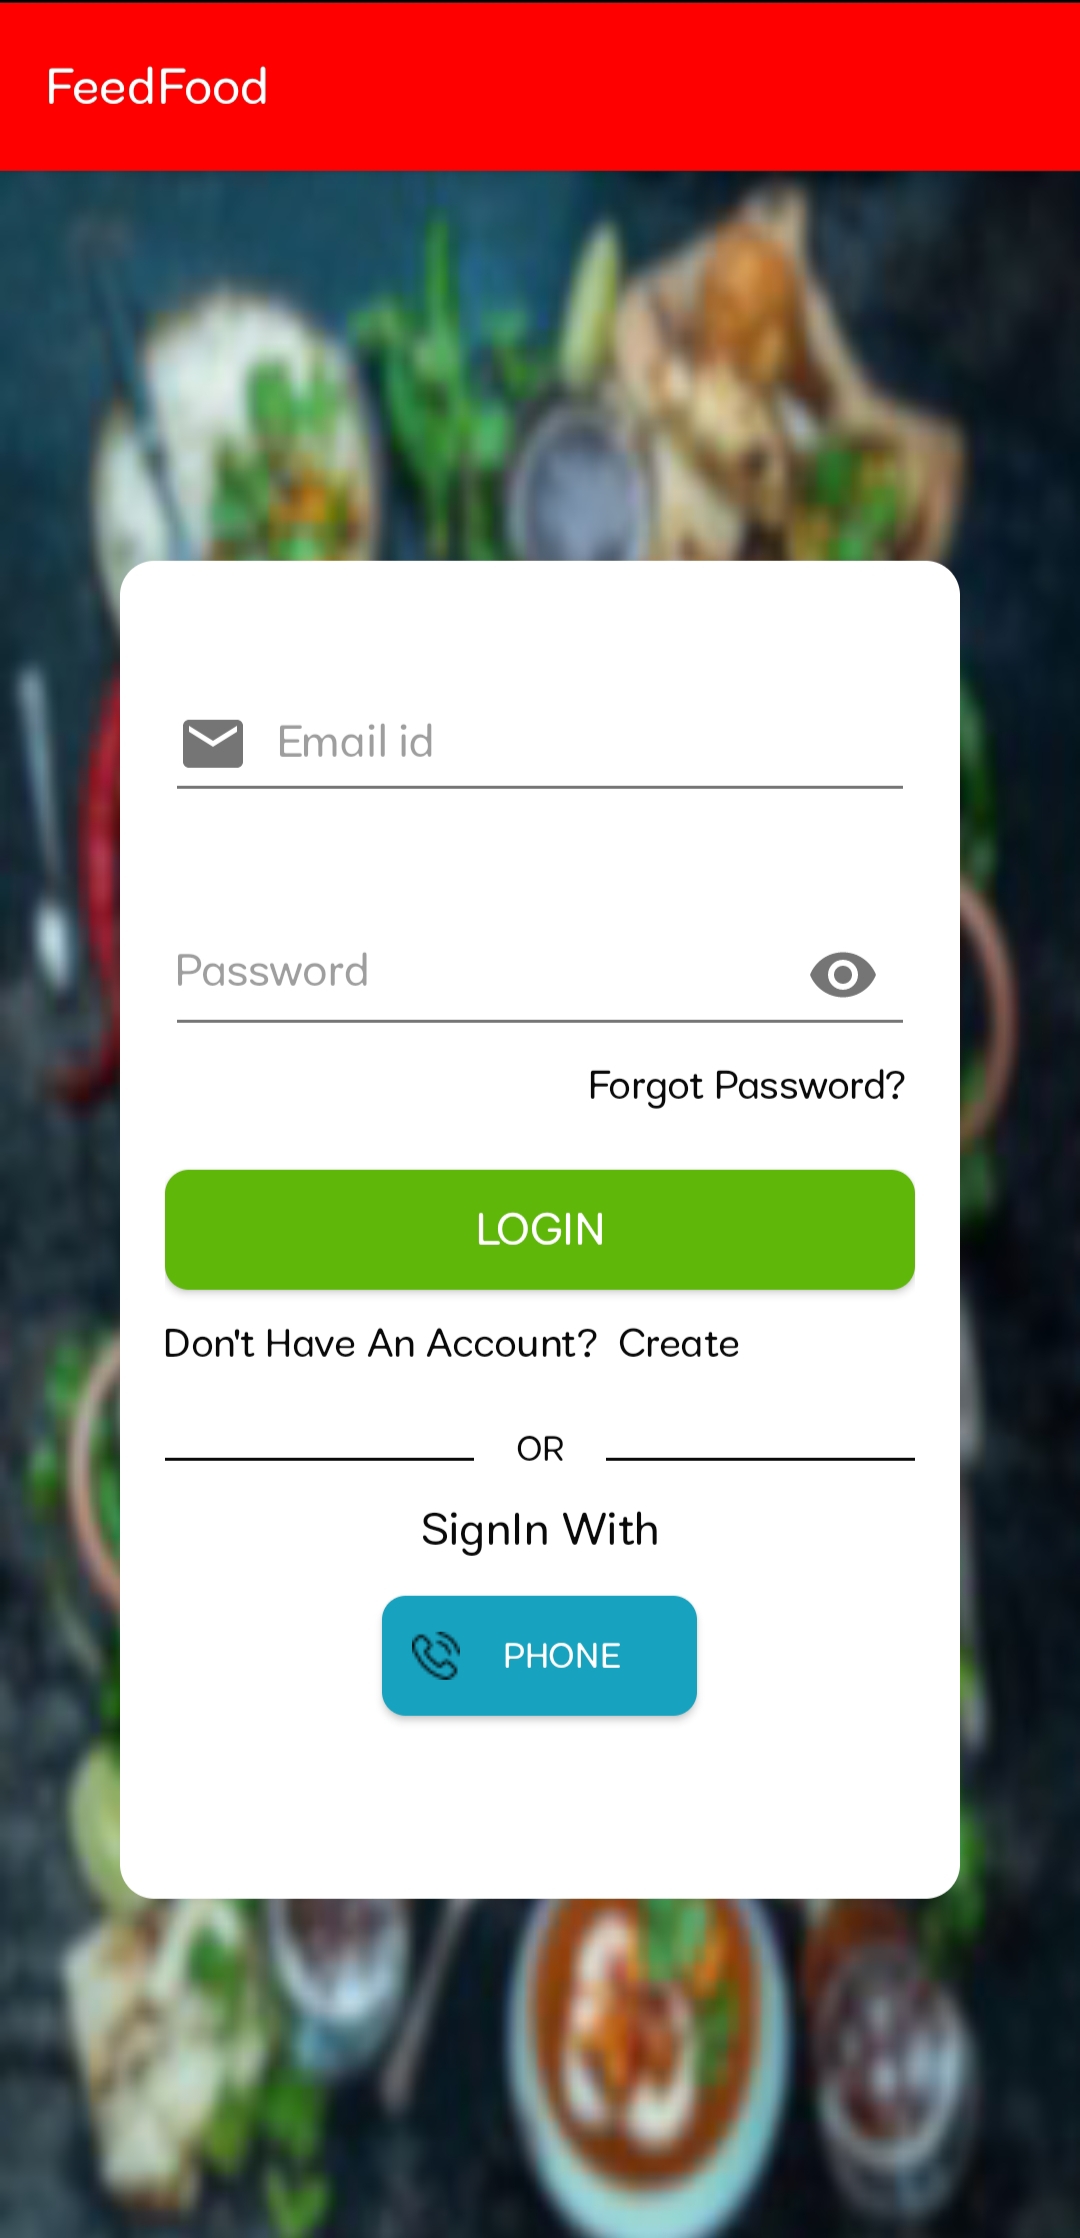 FeedFood
Email id
Password
Forgot Password?
LOGIN
Don't Have An Account? Create
OR
SignIn With
PHONE